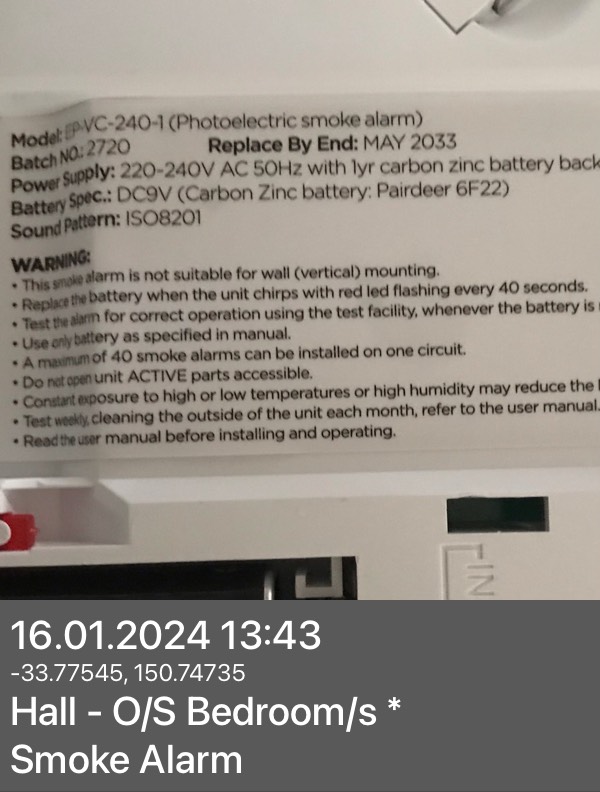 Model: EP-VC-240-1 (Photoelectric smoke alarm)
Batch NO.: 2720 Replace By End: MAY 2033
Power Supply: 220-240V AC 50Hz with 1yr carbon zinc battery back
Battery Spec.: DC9V (Carbon Zinc battery: Pairdeer 6F22)
Sound Pattern: ISO8201
WARNING:
• This smoke alarm is not suitable for wall (vertical) mounting.
• Replace the battery when the unit chirps with red led flashing every 40 seconds.
• Test the alarm for correct operation using the test facility, whenever the battery is
• Use only battery as specified in manual.
• A maximum of 40 smoke alarms can be installed on one circuit.
• Do not open unit ACTIVE parts accessible.
• Constant exposure to high or low temperatures or high humidity may reduce the
• Test weekly, cleaning the outside of the unit each month, refer to the user manual.
• Read the user manual before installing and operating.
IN
16.01.2024 13:43
-33.77545, 150.74735
Hall - O/S Bedroom/s *
Smoke Alarm